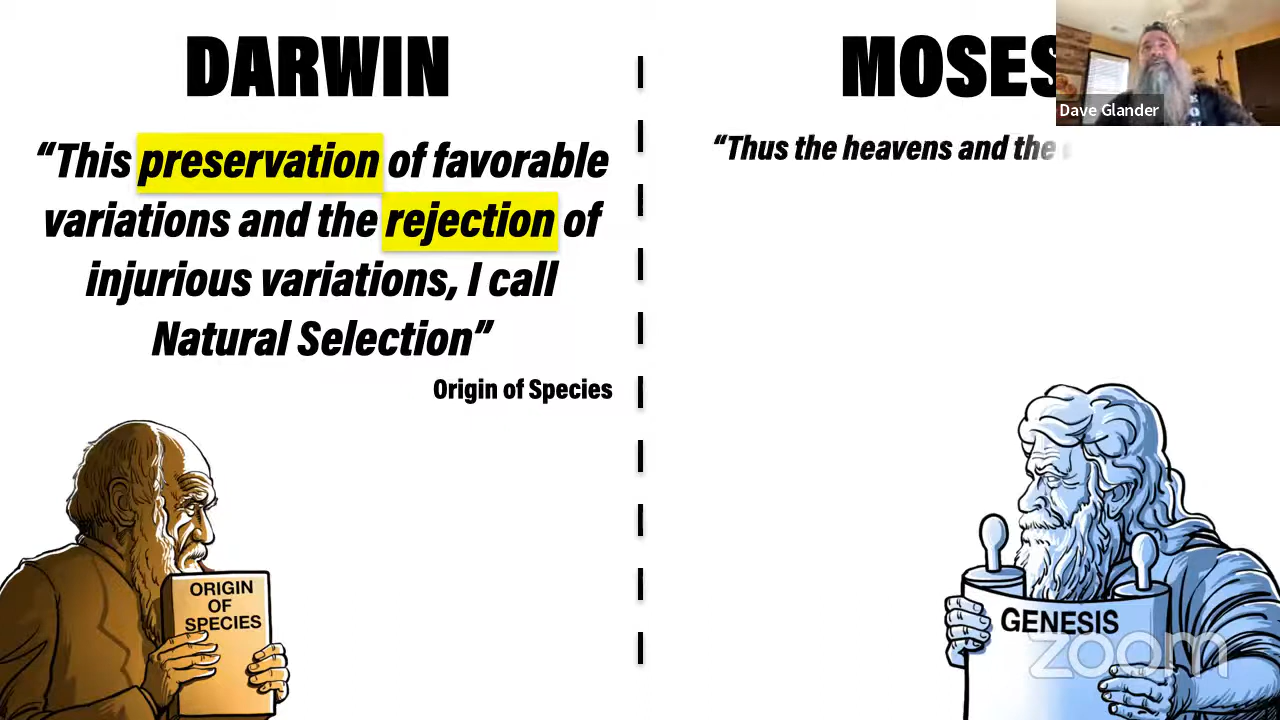 DARWIN
“This preservation of favorable
variations and the rejection of
injurious variations, I call
Natural Selection”
Origin of Species
ORIGIN
OF
SPECIES
MOSES
“Thus the heavens and the
GENESIS
zoom
Dave Glander